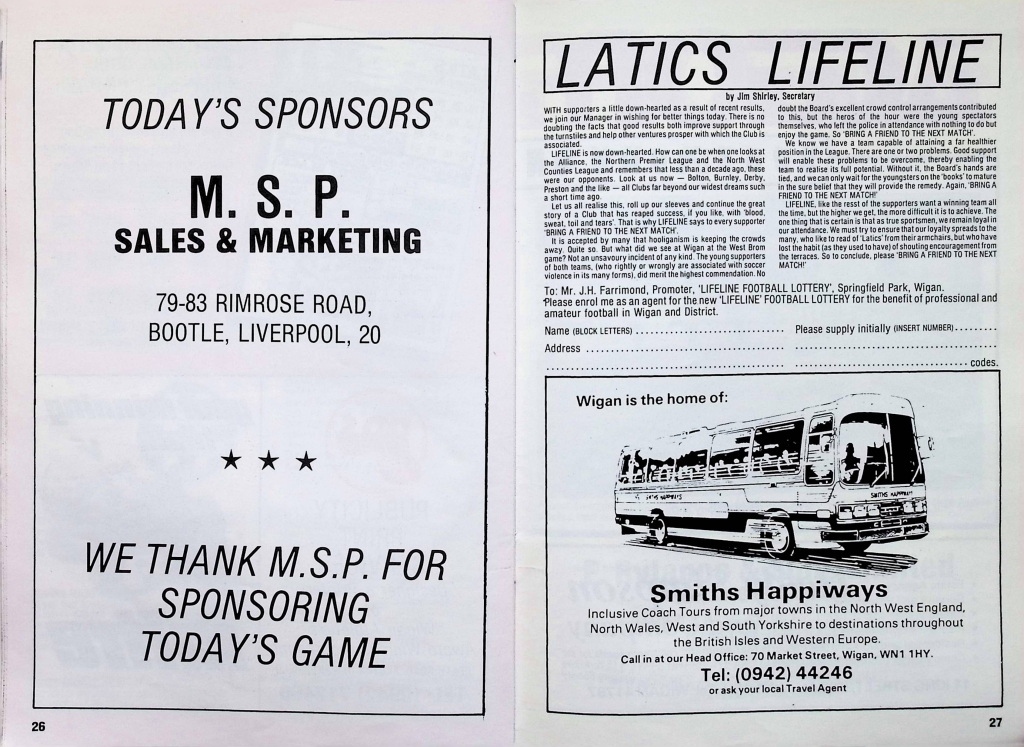 TODAY'S SPONSORS
M. S. P.
SALES & MARKETING
79-83 RIMROSE ROAD,
BOOTLE, LIVERPOOL, 20
★ ★ ★
WE THANK M.S.P. FOR
SPONSORING
TODAY'S GAME
26
LATICS LIFELINE
by Jim Shirley, Secretary
WITH supporters a little down-hearted as a result of recent results,
we join our Manager in wishing for better things today. There is no
doubting the facts that good results both improve support through
the turnstiles and help other ventures prosper with which the Club is
associated.
LIFELINE is now down-hearted. How can one be when one looks at
the Alliance, the Northern Premier League and the North West
Counties League and remembers that less than a decade ago, these
were our opponents. Look at us now — Bolton, Burnley, Derby,
Preston and the like — all Clubs far beyond our widest dreams such
a short time ago.
Let us all realise this, roll up our sleeves and continue the great
story of a Club that has reaped success, if you like, with 'blood,
sweat, toil and tears'. That is why LIFELINE says to every supporter
'BRING A FRIEND TO THE NEXT MATCH'.
It is accepted by many that hooliganism is keeping the crowds
away. Quite so. But what did we see at Wigan at the West Brom
game? Not an unsavoury incident of any kind. The young supporters
of both teams, (who rightly or wrongly are associated with soccer
violence in its many forms), did merit the highest commendation. No
doubt the Board's excellent crowd control arrangements contributed
to this, but the heros of the hour were the young spectators
themselves, who left the police in attendance with nothing to do but
enjoy the game. So 'BRING A FRIEND TO THE NEXT MATCH'.
We know we have a team capable of attaining a far healthier
position in the League. There are one or two problems. Good support
will enable these problems to be overcome, thereby enabling the
team to realise its full potential. Without it, the Board's hands are
tied, and we can only wait for the youngsters on the 'books' to mature
in the sure belief that they will provide the remedy. Again, 'BRING A
FRIEND TO THE NEXT MATCH!'
LIFELINE, like the resst of the supporters want a winning team all
the time, but the higher we get, the more difficult it is to achieve. The
one thing that is certain is that as true sportsmen, we remain loyal in
our attendance. We must try to ensure that our loyalty spreads to the
many, who like to read of 'Latics' from their armchairs, but who have
lost the habit (as they used to have) of shouting encouragement from
the terraces. So to conclude, please 'BRING A FRIEND TO THE NEXT
MATCH!'
To: Mr. J.H. Farrimond, Promoter, 'LIFELINE FOOTBALL LOTTERY', Springfield Park, Wigan.
Please enrol me as an agent for the new 'LIFELINE' FOOTBALL LOTTERY for the benefit of professional and
amateur football in Wigan and District.
Name (BLOCK LETTERS) .............................. Please supply initially (INSERT NUMBER).........
Address ............................................................
............................................................ codes.
Wigan is the home of:
SMITHS HAPPIWAYS
SMITHS HAPPIWAYS
Smiths Happiways
Inclusive Coach Tours from major towns in the North West England,
North Wales, West and South Yorkshire to destinations throughout
the British Isles and Western Europe.
Call in at our Head Office: 70 Market Street, Wigan, WN1 1HY.
Tel: (0942) 44246
or ask your local Travel Agent
27